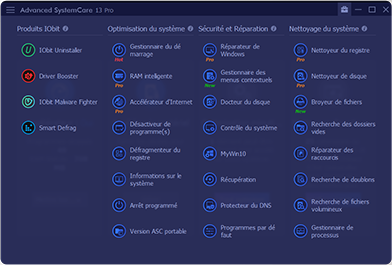 Advanced SystemCare 13 Pro
Produits IObit
IObit Uninstaller
Driver Booster
IObit Malware Fighter
Smart Defrag
Optimisation du système
Gestionnaire du dé
marrage
Hot
RAM inteligente
Pro
Accélérateur d'Internet
Pro
Désactiveur de
programme(s)
Défragmenteur du
registre
Informations sur le
système
Arrêt programmé
Version ASC portable
Sécurité et Réparation
Réparateur de
Windows
Pro
Gestionnaire des
menus contextuels
New
Docteur du disque
Contrôle du système
MyWin10
Récupération
Protecteur du DNS
Programmes par dé
faut
Nettoyage du système
Nettoyeur du registre
Pro
Nettoyeur de disque
Pro
Broyeur de fichiers
New
Recherche des dossiers
vides
Réparateur des
raccourcis
Recherche de doublons
Recherche de fichiers
volumineux
Gestionnaire de
processus